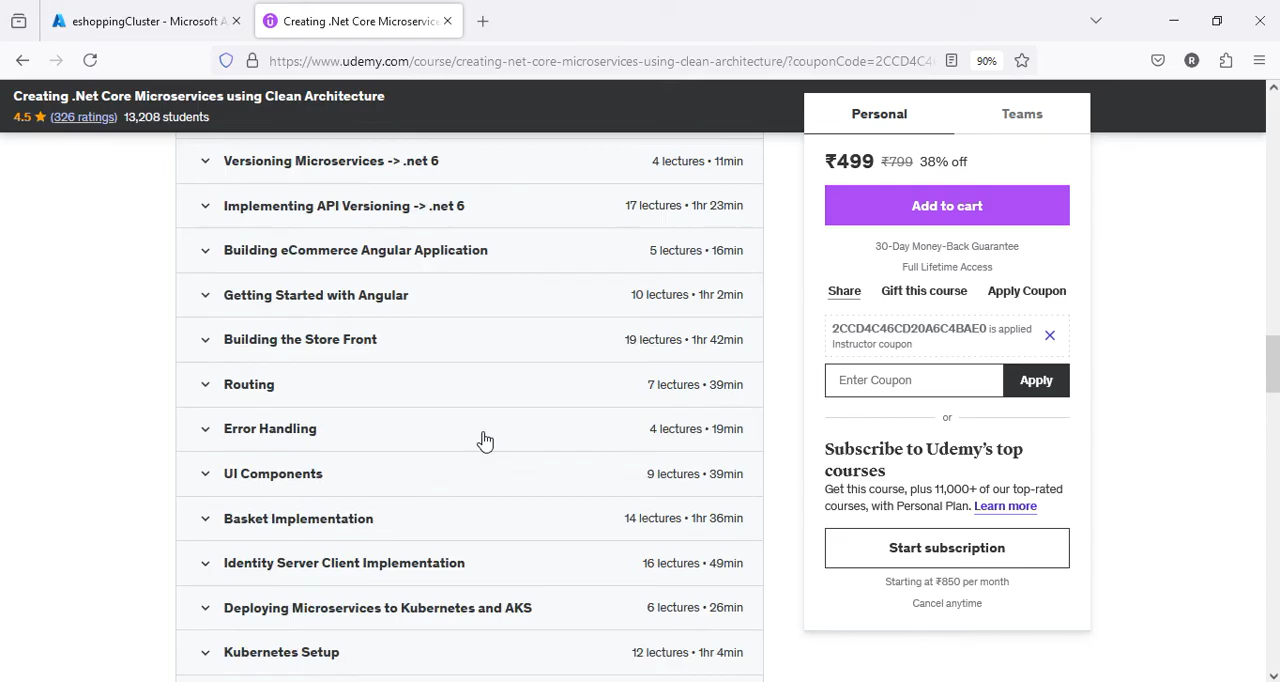 eshoppingCluster - Microsoft A
Creating .Net Core Microservice
https://www.udemy.com/course/creating-net-core-microservices-using-clean-architecture/?couponCode=2CCD4C4
90%
R
Creating .Net Core Microservices using Clean Architecture
4.5 ★ (326 ratings) 13,208 students
Versioning Microservices -> .net 6 4 lectures • 11min
Implementing API Versioning -> .net 6 17 lectures • 1hr 23min
Building eCommerce Angular Application 5 lectures • 16min
Getting Started with Angular 10 lectures • 1hr 2min
Building the Store Front 19 lectures • 1hr 42min
Routing 7 lectures • 39min
Error Handling 4 lectures • 19min
UI Components 9 lectures • 39min
Basket Implementation 14 lectures • 1hr 36min
Identity Server Client Implementation 16 lectures • 49min
Deploying Microservices to Kubernetes and AKS 6 lectures • 26min
Kubernetes Setup 12 lectures • 1hr 4min
Personal Teams
₹499 ₹799 38% off
Add to cart
30-Day Money-Back Guarantee
Full Lifetime Access
Share Gift this course Apply Coupon
2CCD4C46CD20A6C4BAE0 is applied
Instructor coupon
Enter Coupon Apply
or
Subscribe to Udemy's top
courses
Get this course, plus 11,000+ of our top-rated
courses, with Personal Plan. Learn more
Start subscription
Starting at ₹850 per month
Cancel anytime